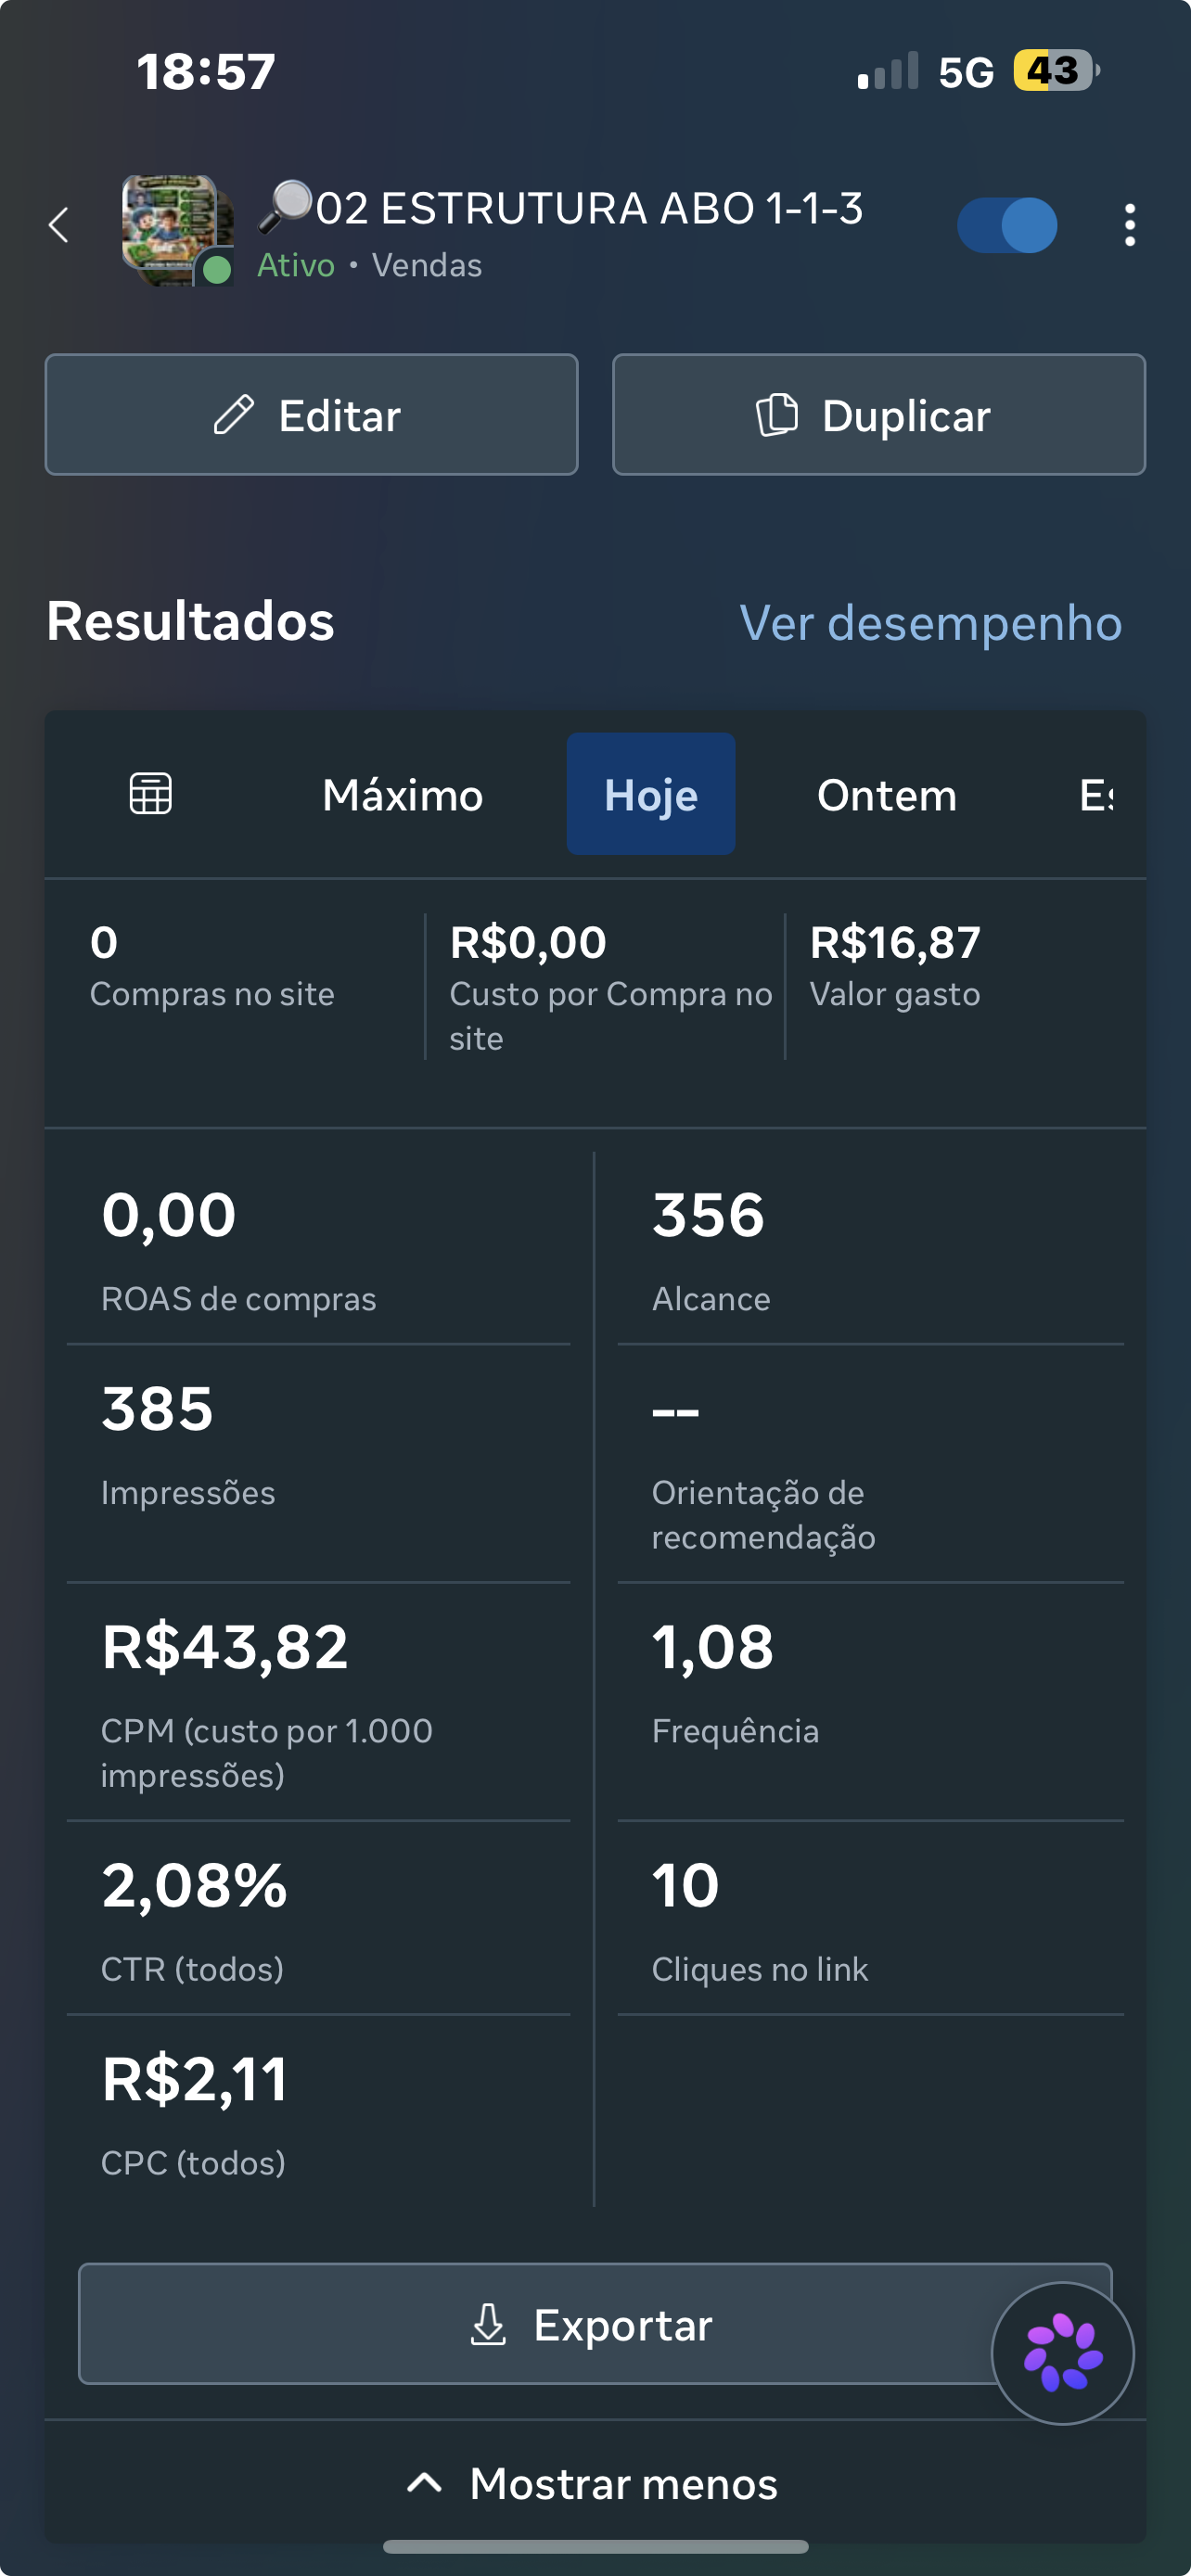 18:57
5G 43
02 ESTRUTURA ABO 1-1-3
Ativo • Vendas
Editar
Duplicar
Resultados
Ver desempenho
Máximo
Hoje
Ontem
0
Compras no site
R$0,00
Custo por Compra no
site
R$16,87
Valor gasto
0,00
ROAS de compras
356
Alcance
385
Impressões
--
Orientação de
recomendação
R$43,82
CPM (custo por 1.000
impressões)
1,08
Frequência
2,08%
CTR (todos)
10
Cliques no link
R$2,11
CPC (todos)
Exportar
Mostrar menos